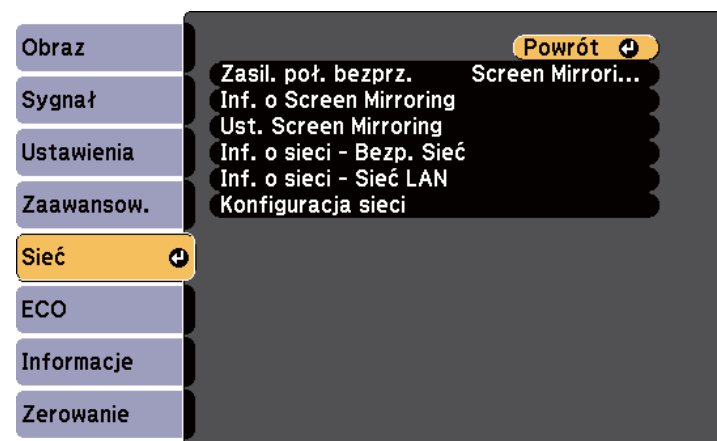 Obraz
Sygnał
Ustawienia
Zaawansow.
Sieć
ECO
Informacje
Zerowanie
Powrót
Zasil. poł. bezprz. Screen Mirrori...
Inf. o Screen Mirroring
Ust. Screen Mirroring
Inf. o sieci - Bezp. Sieć
Inf. o sieci - Sieć LAN
Konfiguracja sieci